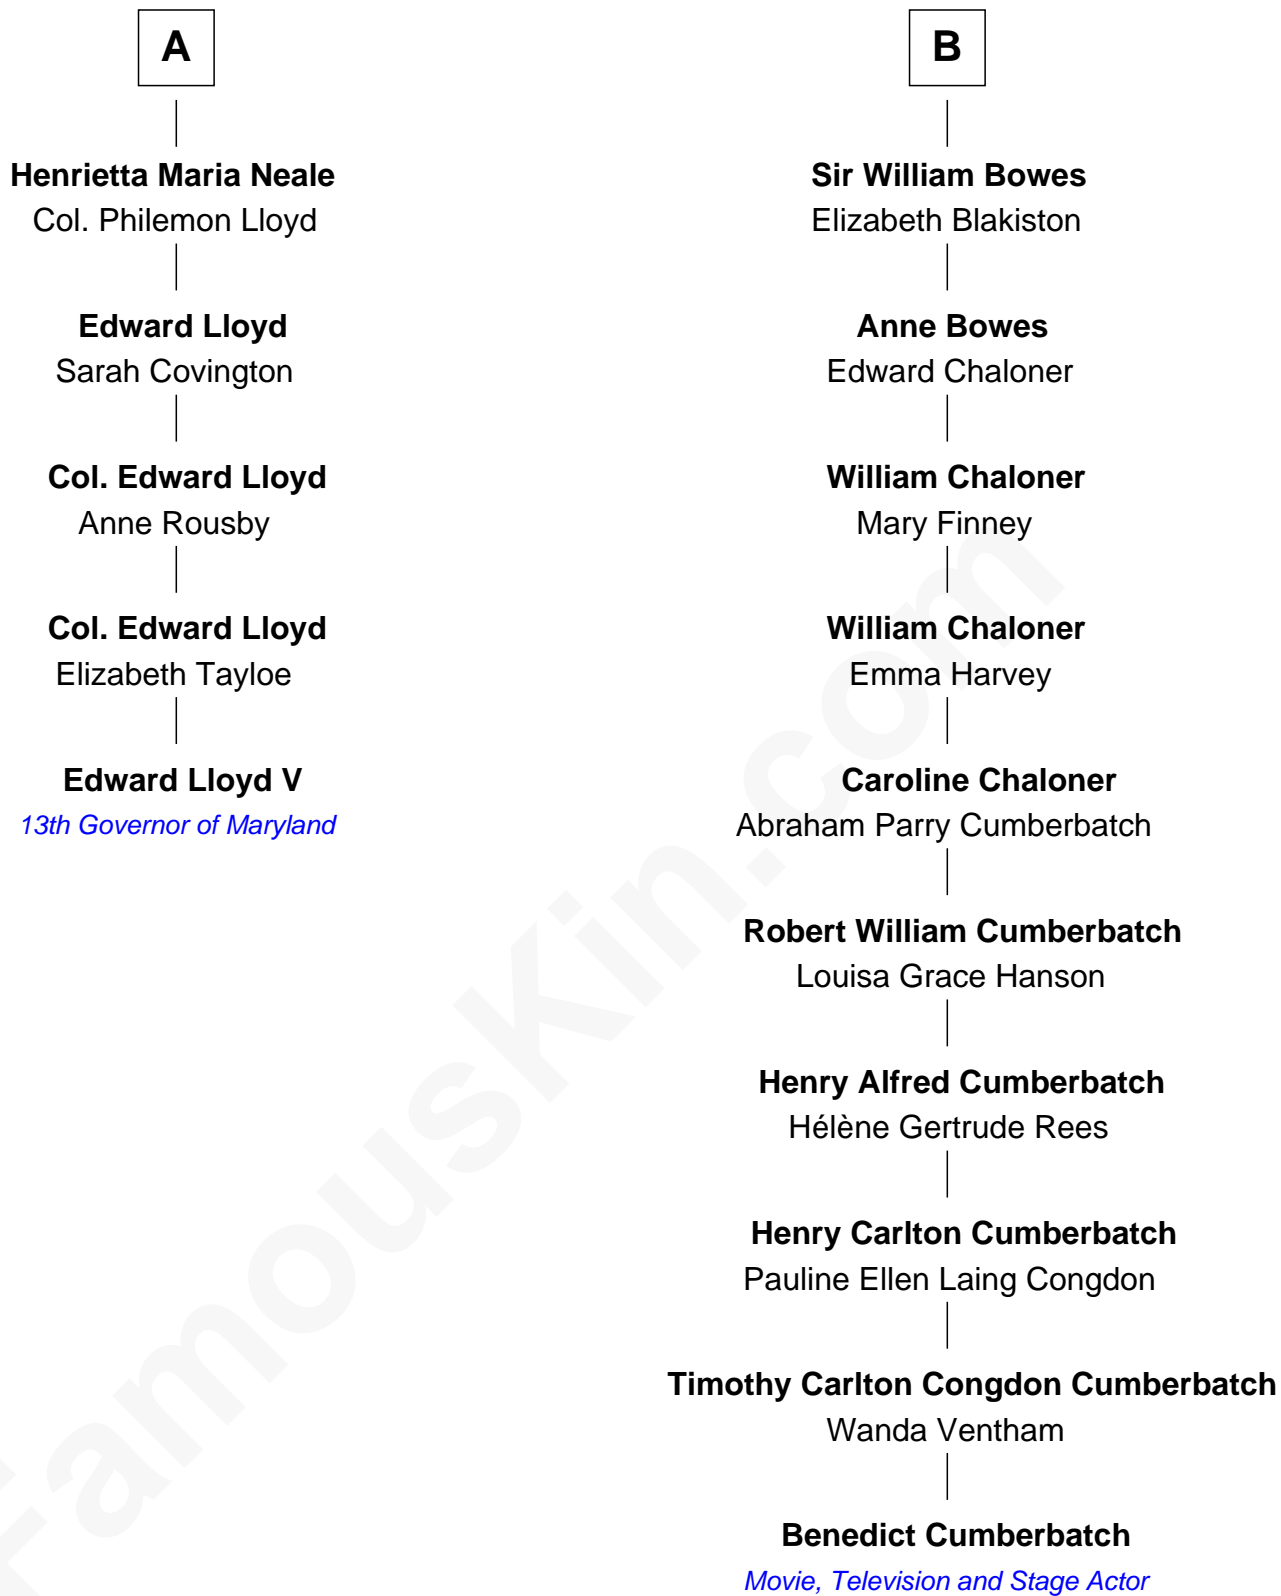 A
Henrietta Maria Neale
Col. Philemon Lloyd
Edward Lloyd
Sarah Covington
Col. Edward Lloyd
Anne Rousby
Col. Edward Lloyd
Elizabeth Tayloe
Edward Lloyd V
13th Governor of Maryland
B
Sir William Bowes
Elizabeth Blakiston
Anne Bowes
Edward Chaloner
William Chaloner
Mary Finney
William Chaloner
Emma Harvey
Caroline Chaloner
Abraham Parry Cumberbatch
Robert William Cumberbatch
Louisa Grace Hanson
Henry Alfred Cumberbatch
Hélène Gertrude Rees
Henry Carlton Cumberbatch
Pauline Ellen Laing Congdon
Timothy Carlton Congdon Cumberbatch
Wanda Ventham
Benedict Cumberbatch
Movie, Television and Stage Actor
FamousKin.com